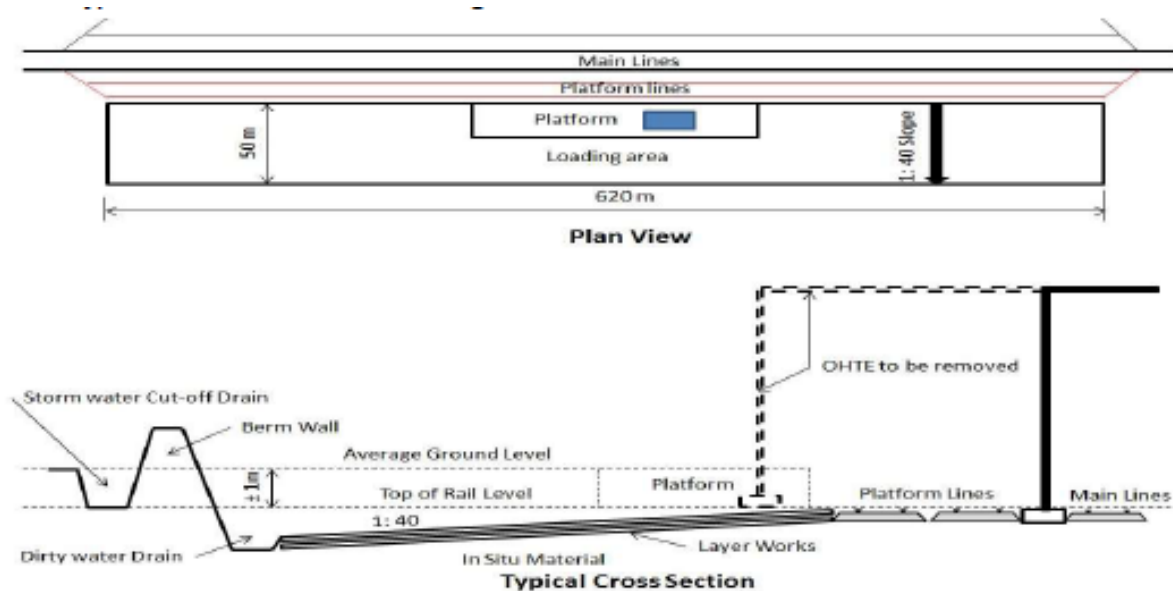 Main Lines
Platform lines
Platform
50 m
Loading area
1: 40 Slope
620 m
Plan View
OHTE to be removed
Storm water Cut-off Drain
Berm Wall
Average Ground Level
± 1m
Top of Rail Level
Platform
Platform Lines
Main Lines
1: 40
Dirty water Drain
In Situ Material
Layer Works
Typical Cross Section